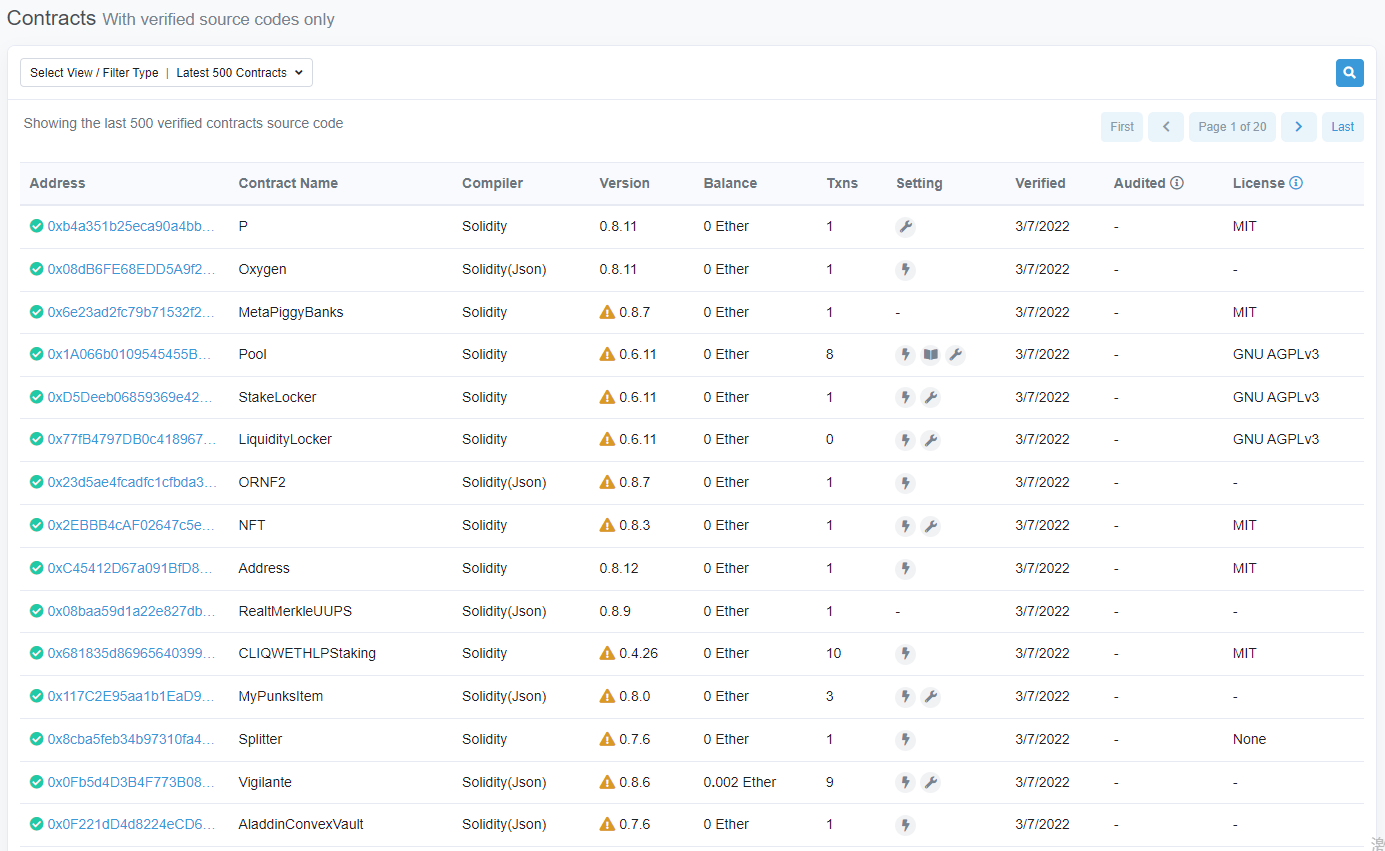 Contracts With verified source codes only
Select View / Filter Type | Latest 500 Contracts
Showing the last 500 verified contracts source code
First Page 1 of 20 Last
Address Contract Name Compiler Version Balance Txns Setting Verified Audited License
0xb4a351b25eca90a4bb... P Solidity 0.8.11 0 Ether 1 3/7/2022 - MIT
0x08dB6FE68EDD5A9f2... Oxygen Solidity(Json) 0.8.11 0 Ether 1 3/7/2022 - -
0x6e23ad2fc79b71532f2... MetaPiggyBanks Solidity 0.8.7 0 Ether 1 - 3/7/2022 - MIT
0x1A066b0109545455B... Pool Solidity 0.6.11 0 Ether 8 3/7/2022 - GNU AGPLv3
0xD5Deeb06859369e42... StakeLocker Solidity 0.6.11 0 Ether 1 3/7/2022 - GNU AGPLv3
0x77fB4797DB0c418967... LiquidityLocker Solidity 0.6.11 0 Ether 0 3/7/2022 - GNU AGPLv3
0x23d5ae4fcadfc1cfbda3... ORNF2 Solidity(Json) 0.8.7 0 Ether 1 3/7/2022 - -
0x2EBBB4cAF02647c5e... NFT Solidity 0.8.3 0 Ether 1 3/7/2022 - MIT
0xC45412D67a091BfD8... Address Solidity 0.8.12 0 Ether 1 3/7/2022 - MIT
0x08baa59d1a22e827db... RealtMerkleUUPS Solidity(Json) 0.8.9 0 Ether 1 - 3/7/2022 - -
0x681835d86965640399... CLIQWETHLPStaking Solidity 0.4.26 0 Ether 10 3/7/2022 - MIT
0x117C2E95aa1b1EaD9... MyPunksItem Solidity(Json) 0.8.0 0 Ether 3 3/7/2022 - -
0x8cba5feb34b97310fa4... Splitter Solidity 0.7.6 0 Ether 1 3/7/2022 - None
0x0Fb5d4D3B4F773B08... Vigilante Solidity(Json) 0.8.6 0.002 Ether 9 3/7/2022 - -
0x0F221dD4d8224eCD6... AladdinConvexVault Solidity(Json) 0.7.6 0 Ether 1 3/7/2022 - -